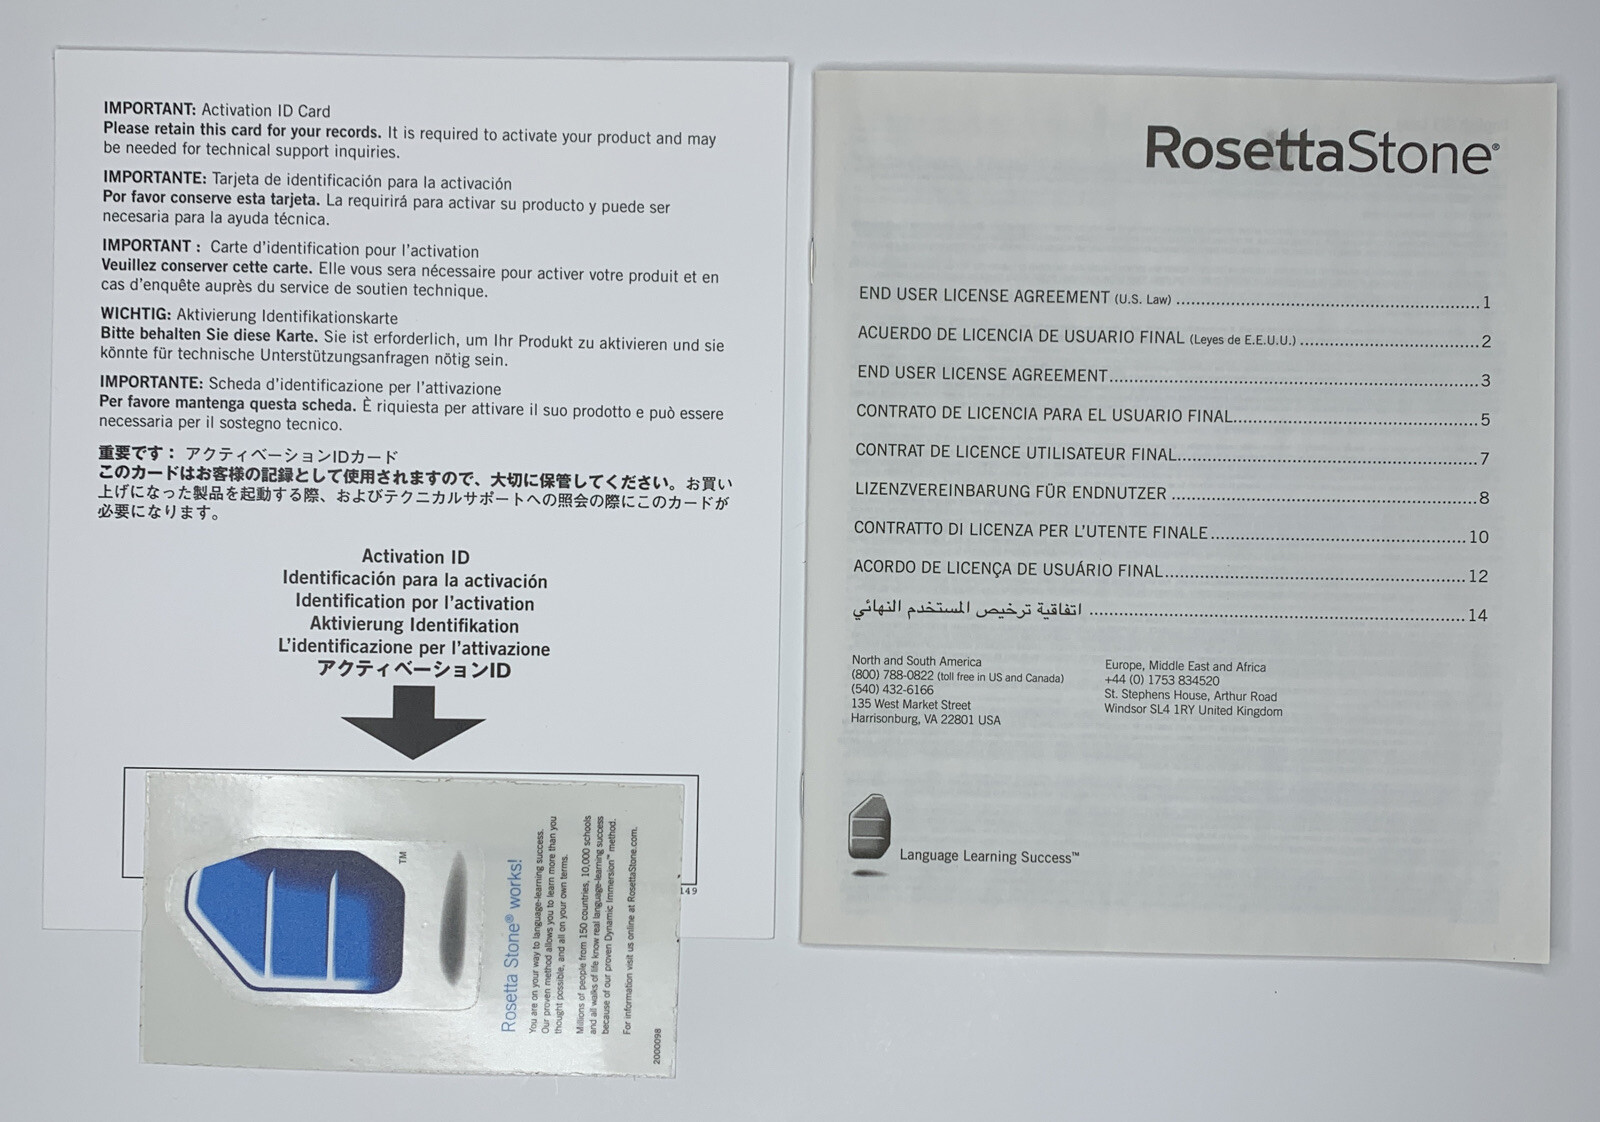 IMPORTANT: Activation ID Card
Please retain this card for your records. It is required to activate your product and may
be needed for technical support inquiries.
IMPORTANTE: Tarjeta de identificación para la activación
Por favor conserve esta tarjeta. La requirirá para activar su producto y puede ser
necesaria para la ayuda técnica.
IMPORTANT : Carte d'identification pour l'activation
Veuillez conserver cette carte. Elle vous sera nécessaire pour activer votre produit et en
cas d'enquête auprès du service de soutien technique.
WICHTIG: Aktivierung Identifikationskarte
Bitte behalten Sie diese Karte. Sie ist erforderlich, um Ihr Produkt zu aktivieren und sie
könnte für technische Unterstützungsanfragen nötig sein.
IMPORTANTE: Scheda d'identificazione per l'attivazione
Per favore mantenga questa scheda. È riquiesta per attivare il suo prodotto e può essere
necessaria per il sostegno tecnico.
重要です： アクティベーションIDカード
このカードはお客様の記録として使用されますので、大切に保管してください。お買い
上げになった製品を起動する際、およびテクニカルサポートへの照会の際にこのカードが
必要になります。
Activation ID
Identificación para la activación
Identification por l'activation
Aktivierung Identifikation
L'identificazione per l'attivazione
アクティベーションID
149
TM
Rosetta Stone® works!
You are on your way to language-learning success.
Our proven method allows you to learn more than you
thought possible, and all on your own terms.
Millions of people from 150 countries, 10,000 schools
and all walks of life know real language-learning success
because of our proven Dynamic Immersion™ method.
For information visit us online at RosettaStone.com.
2000098
RosettaStone®
END USER LICENSE AGREEMENT (U.S. Law) ........ 1
ACUERDO DE LICENCIA DE USUARIO FINAL (Leyes de E.E.U.U.) ........ 2
END USER LICENSE AGREEMENT ........ 3
CONTRATO DE LICENCIA PARA EL USUARIO FINAL ........ 5
CONTRAT DE LICENCE UTILISATEUR FINAL ........ 7
LIZENZVEREINBARUNG FÜR ENDNUTZER ........ 8
CONTRATTO DI LICENZA PER L'UTENTE FINALE ........ 10
ACORDO DE LICENÇA DE USUÁRIO FINAL ........ 12
اتفاقية ترخيص المستخدم النهائي ........ 14
North and South America
(800) 788-0822 (toll free in US and Canada)
(540) 432-6166
135 West Market Street
Harrisonburg, VA 22801 USA
Europe, Middle East and Africa
+44 (0) 1753 834520
St. Stephens House, Arthur Road
Windsor SL4 1RY United Kingdom
Language Learning Success™